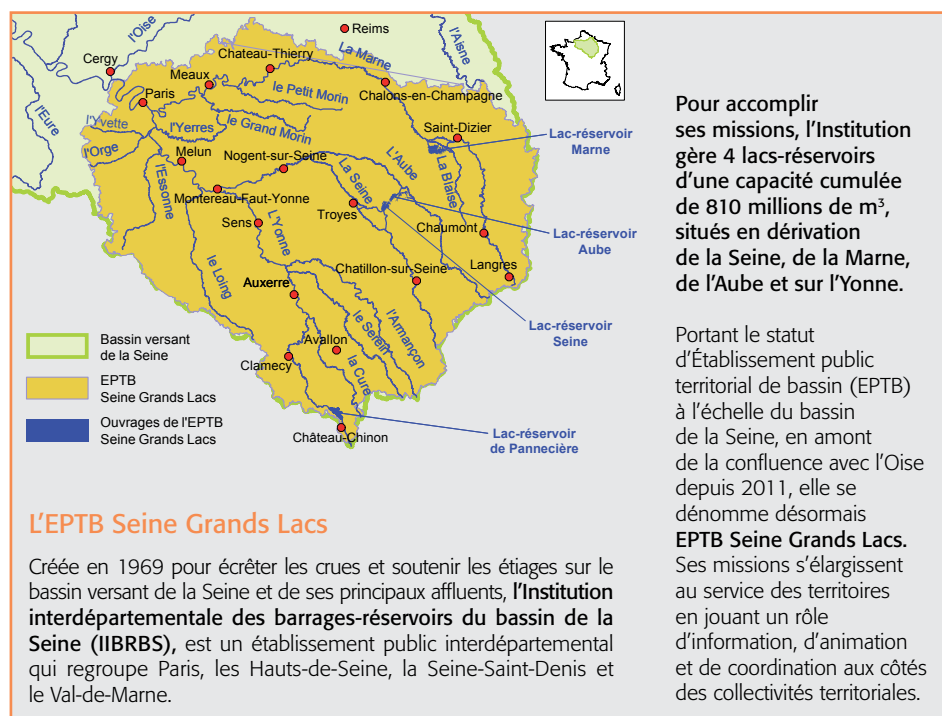 l'Oise
Reims
l'Aisne
Cergy
Chateau-Thierry
La Marne
Meaux
Paris
le Petit Morin
Chalons-en-Champagne
l'Eure
l'Yvette
l'Yerres
le Grand Morin
Saint-Dizier
Lac-réservoir
Marne
l'Orge
Melun
Nogent-sur-Seine
L'Aube
La Blaise
l'Essonne
La Seine
Montereau-Faut-Yonne
Troyes
Sens
L'Yonne
Chaumont
Lac-réservoir
Aube
le Loing
Chatillon-sur-Seine
Langres
Auxerre
Lac-réservoir
Seine
le Serein
l'Armançon
Avallon
Clamecy
la Cure
Château-Chinon
Lac-réservoir
de Pannecière
Bassin versant
de la Seine
EPTB
Seine Grands Lacs
Ouvrages de l'EPTB
Seine Grands Lacs
L'EPTB Seine Grands Lacs
Créée en 1969 pour écrêter les crues et soutenir les étiages sur le
bassin versant de la Seine et de ses principaux affluents, l'Institution
interdépartementale des barrages-réservoirs du bassin de la
Seine (IIBRBS), est un établissement public interdépartemental
qui regroupe Paris, les Hauts-de-Seine, la Seine-Saint-Denis et
le Val-de-Marne.
Pour accomplir
ses missions, l'Institution
gère 4 lacs-réservoirs
d'une capacité cumulée
de 810 millions de m³,
situés en dérivation
de la Seine, de la Marne,
de l'Aube et sur l'Yonne.
Portant le statut
d'Établissement public
territorial de bassin (EPTB)
à l'échelle du bassin
de la Seine, en amont
de la confluence avec l'Oise
depuis 2011, elle se
dénomme désormais
EPTB Seine Grands Lacs.
Ses missions s'élargissent
au service des territoires
en jouant un rôle
d'information, d'animation
et de coordination aux côtés
des collectivités territoriales.